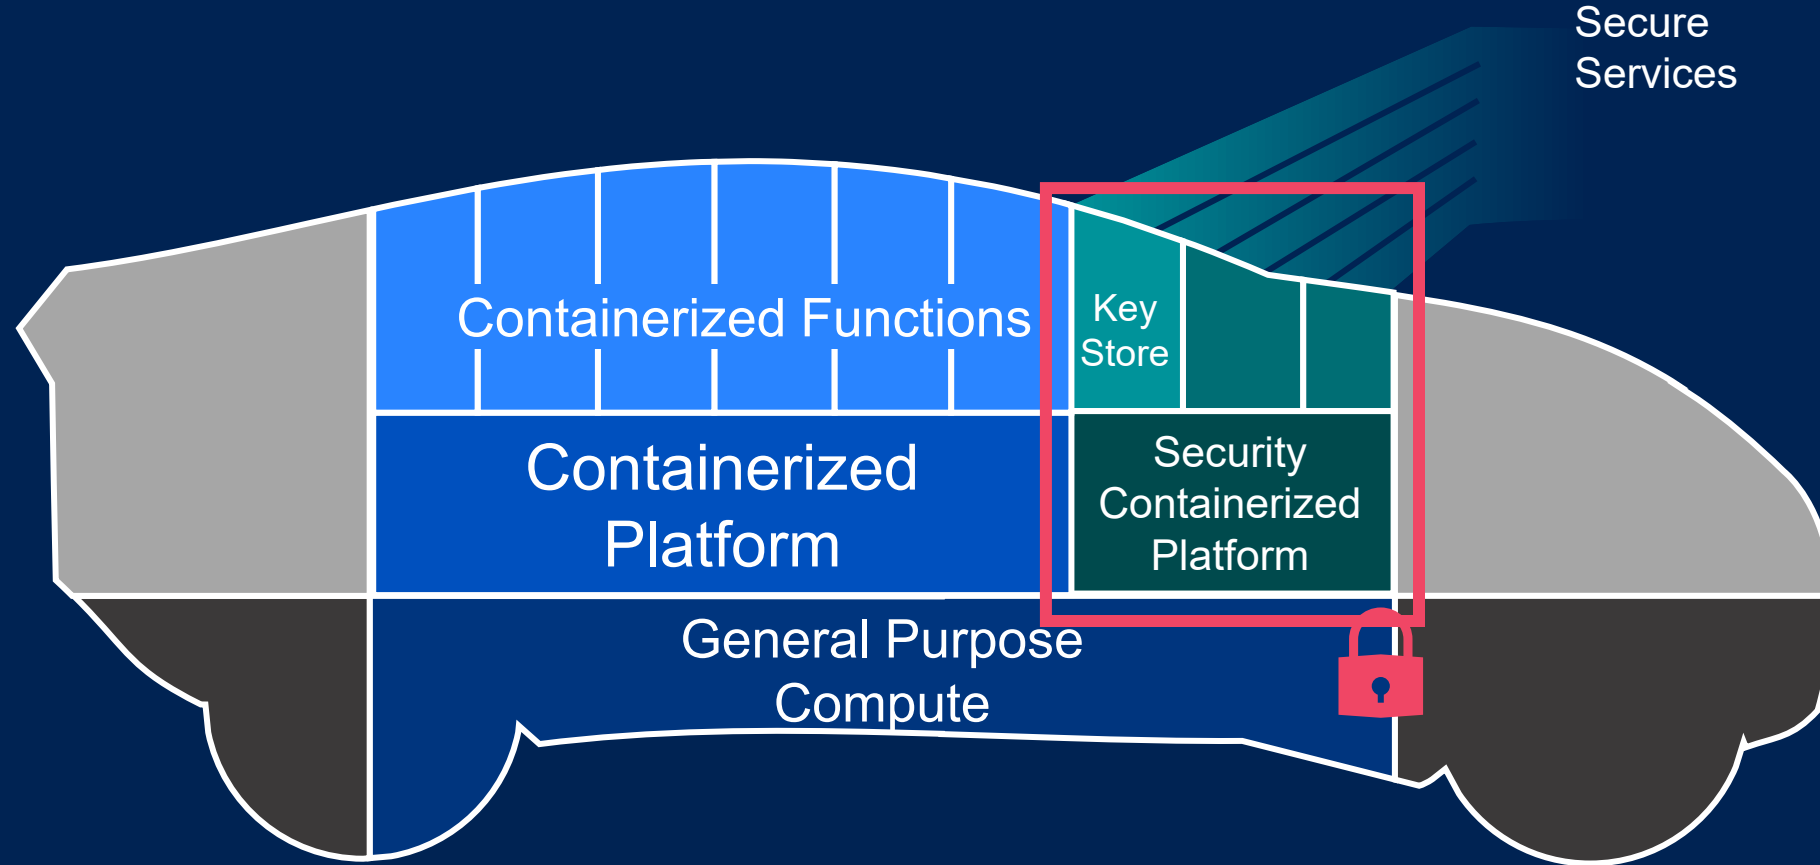 Secure
Services
Containerized Functions
Key
Store
Containerized
Platform
Security
Containerized
Platform
General Purpose
Compute